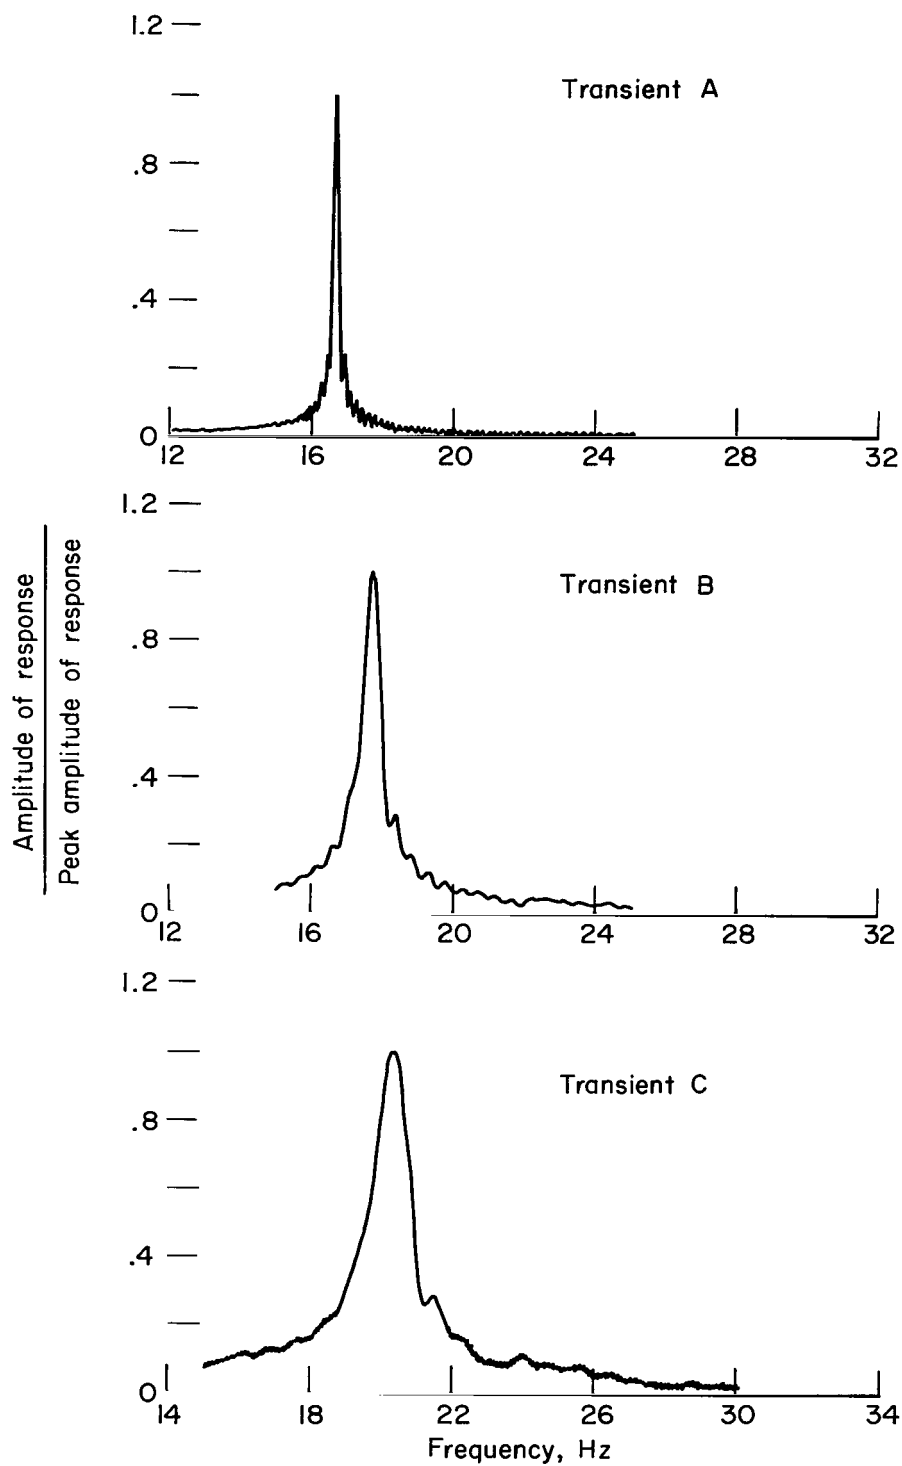 Amplitude of response
Peak amplitude of response
1.2
.8
.4
0
Transient A
12 16 20 24 28 32
1.2
.8
.4
0
Transient B
12 16 20 24 28 32
1.2
.8
.4
0
Transient C
14 18 22 26 30 34
Frequency, Hz